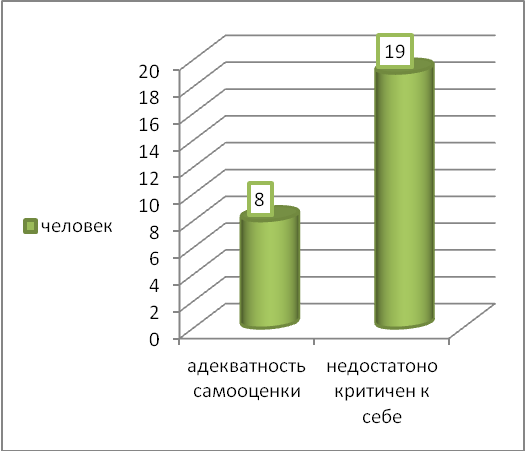 19
20
18
16
14
12
10
8
6
4
2
0
8
человек
адекватность
самооценки
недостатоно
критичен к
себе